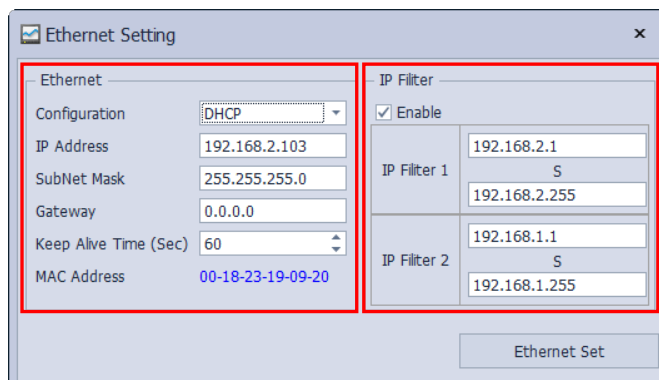 Ethernet Setting
Ethernet
Configuration DHCP
IP Address 192.168.2.103
SubNet Mask 255.255.255.0
Gateway 0.0.0.0
Keep Alive Time (Sec) 60
MAC Address 00-18-23-19-09-20
IP Filiter
Enable
IP Filiter 1
192.168.2.1
S
192.168.2.255
IP Filiter 2
192.168.1.1
S
192.168.1.255
Ethernet Set